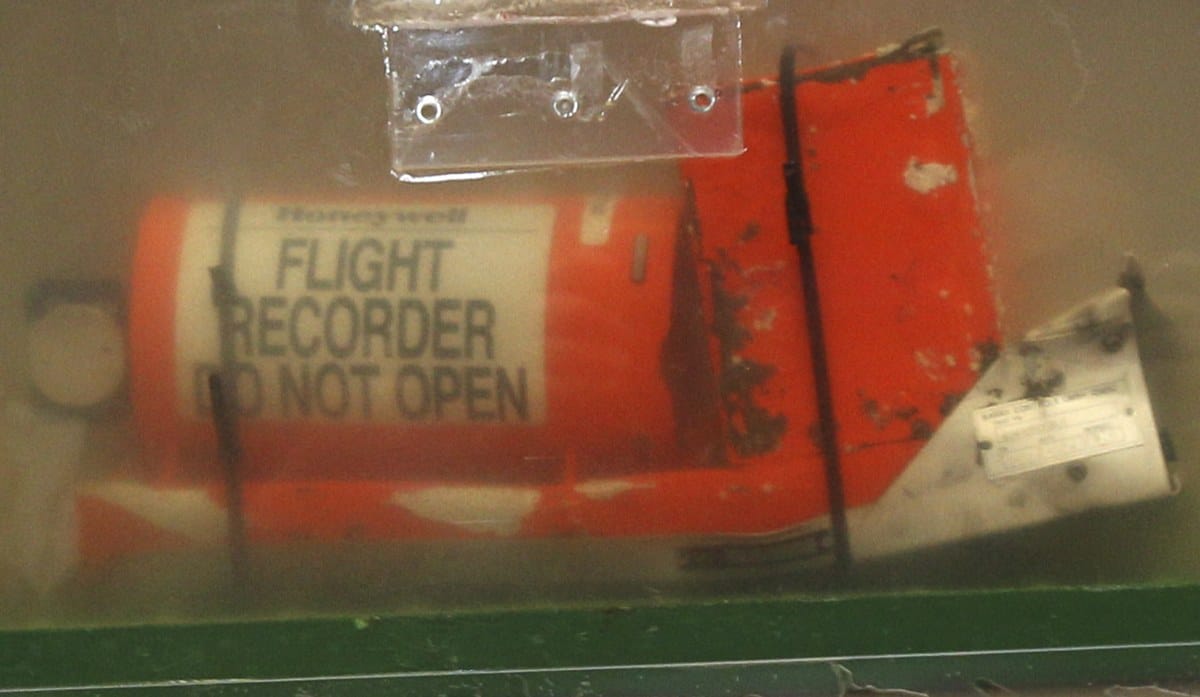 Honeywell
FLIGHT
RECORDER
DO NOT OPEN